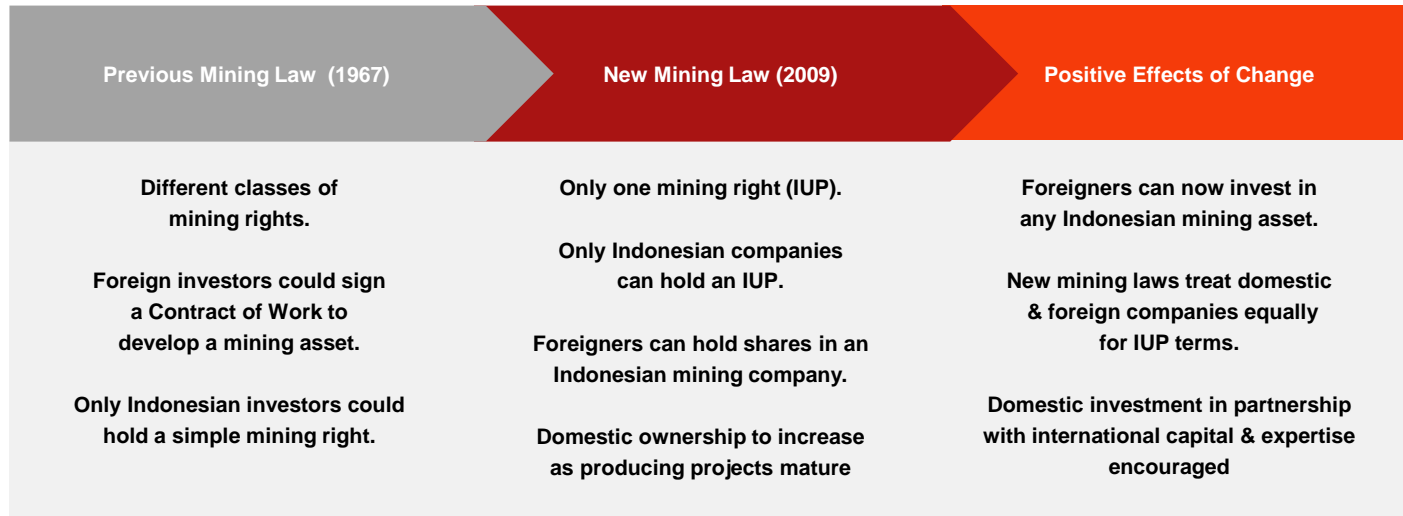 Previous Mining Law (1967)
New Mining Law (2009)
Positive Effects of Change
Different classes of
mining rights.
Foreign investors could sign
a Contract of Work to
develop a mining asset.
Only Indonesian investors could
hold a simple mining right.
Only one mining right (IUP).
Only Indonesian companies
can hold an IUP.
Foreigners can hold shares in an
Indonesian mining company.
Domestic ownership to increase
as producing projects mature
Foreigners can now invest in
any Indonesian mining asset.
New mining laws treat domestic
& foreign companies equally
for IUP terms.
Domestic investment in partnership
with international capital & expertise
encouraged